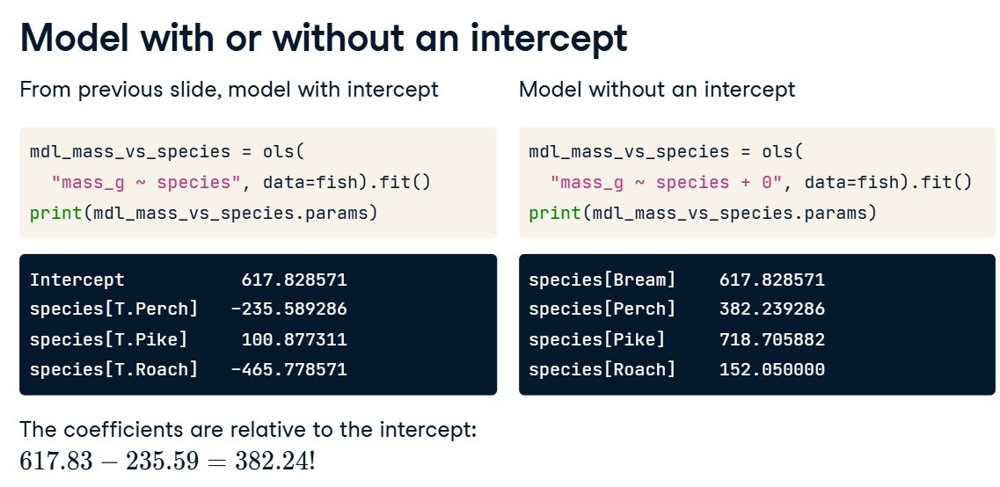 Model with or without an intercept
From previous slide, model with intercept
mdl_mass_vs_species = ols(
"mass_g ~ species", data=fish).fit()
print(mdl_mass_vs_species.params)
Intercept 617.828571
species[T.Perch] -235.589286
species[T.Pike] 100.877311
species[T.Roach] -465.778571
The coefficients are relative to the intercept:
617.83 − 235.59 = 382.24!
Model without an intercept
mdl_mass_vs_species = ols(
"mass_g ~ species + 0", data=fish).fit()
print(mdl_mass_vs_species.params)
species[Bream] 617.828571
species[Perch] 382.239286
species[Pike] 718.705882
species[Roach] 152.050000